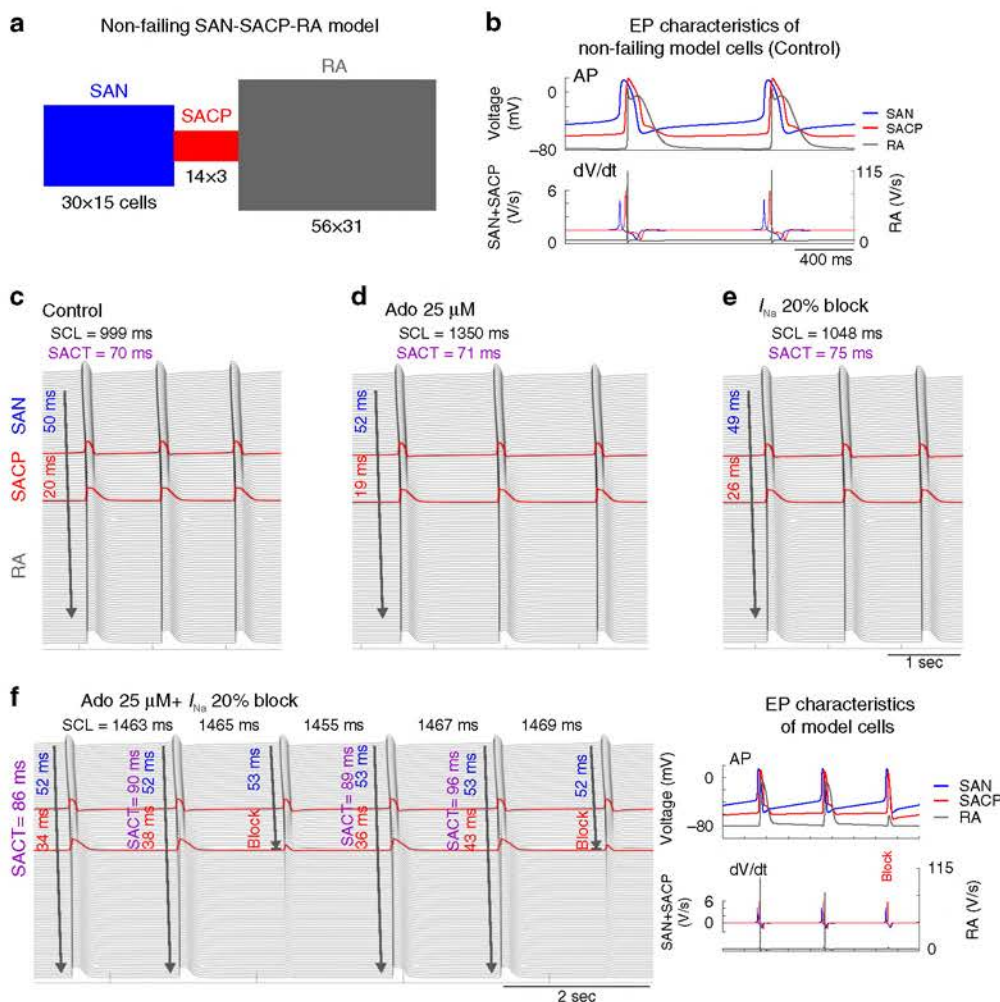 a
Non-failing SAN-SACP-RA model
RA
SAN
SACP
14×3
30×15 cells
56×31
b
EP characteristics of
non-failing model cells (Control)
AP
0
Voltage
(mV)
−80
SAN
SACP
RA
dV/dt
6
0
SAN+SACP
(V/s)
115
0
RA (V/s)
400 ms
c
Control
SCL = 999 ms
SACT = 70 ms
SAN
SACP
RA
50 ms
20 ms
d
Ado 25 μM
SCL = 1350 ms
SACT = 71 ms
52 ms
19 ms
e
INa 20% block
SCL = 1048 ms
SACT = 75 ms
49 ms
26 ms
1 sec
f
Ado 25 μM+ INa 20% block
SCL = 1463 ms 1465 ms 1455 ms 1467 ms 1469 ms
SACT = 86 ms
52 ms
34 ms
SACT = 90 ms
52 ms
38 ms
53 ms
Block
SACT = 89 ms
53 ms
36 ms
SACT = 96 ms
53 ms
43 ms
52 ms
Block
2 sec
EP characteristics
of model cells
AP
0
Voltage (mV)
−80
SAN
SACP
RA
dV/dt
Block
6
0
SAN+SACP
(V/s)
115
0
RA (V/s)